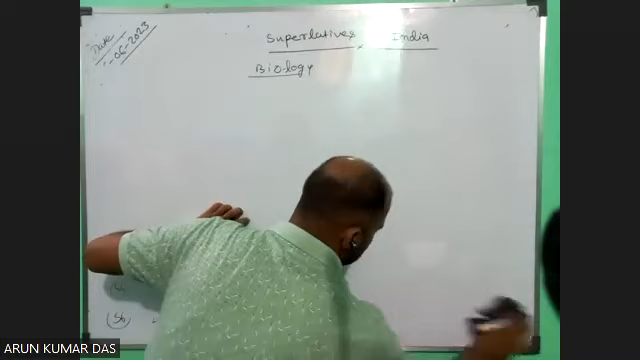 Date
-06-2023
Superlatives India
Biology
ARUN KUMAR DAS